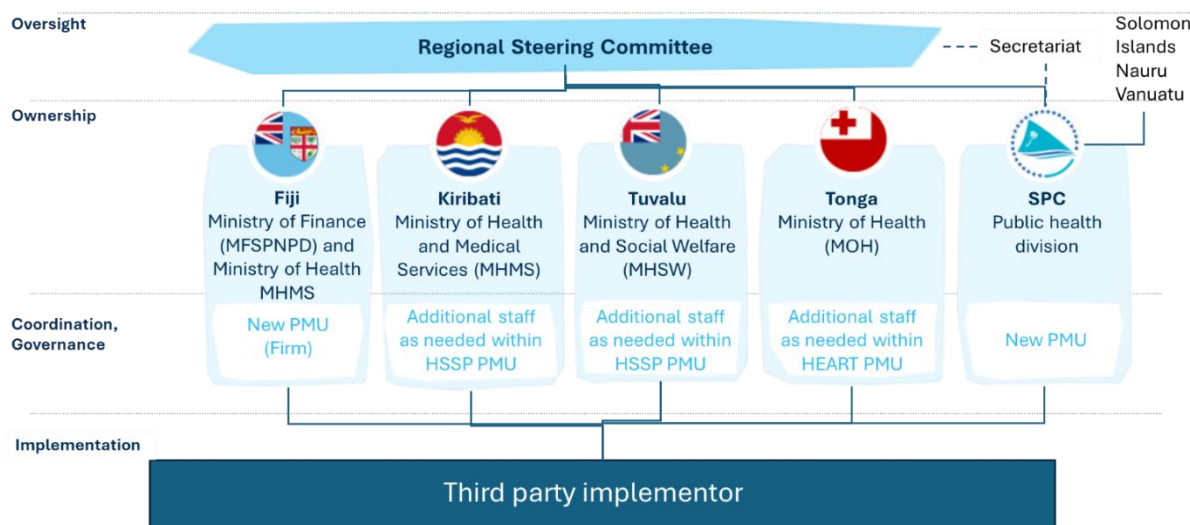 Oversight
Regional Steering Committee
Secretariat
Solomon
Islands
Nauru
Vanuatu
Ownership
Fiji
Ministry of Finance
(MFSPNPD) and
Ministry of Health
MHMS
Kiribati
Ministry of Health
and Medical
Services (MHMS)
Tuvalu
Ministry of Health
and Social Welfare
(MHSW)
Tonga
Ministry of Health
(MOH)
SPC
Public health
division
Coordination,
Governance
New PMU
(Firm)
Additional staff
as needed within
HSSP PMU
Additional staff
as needed within
HSSP PMU
Additional staff
as needed within
HEART PMU
New PMU
Implementation
Third party implementor